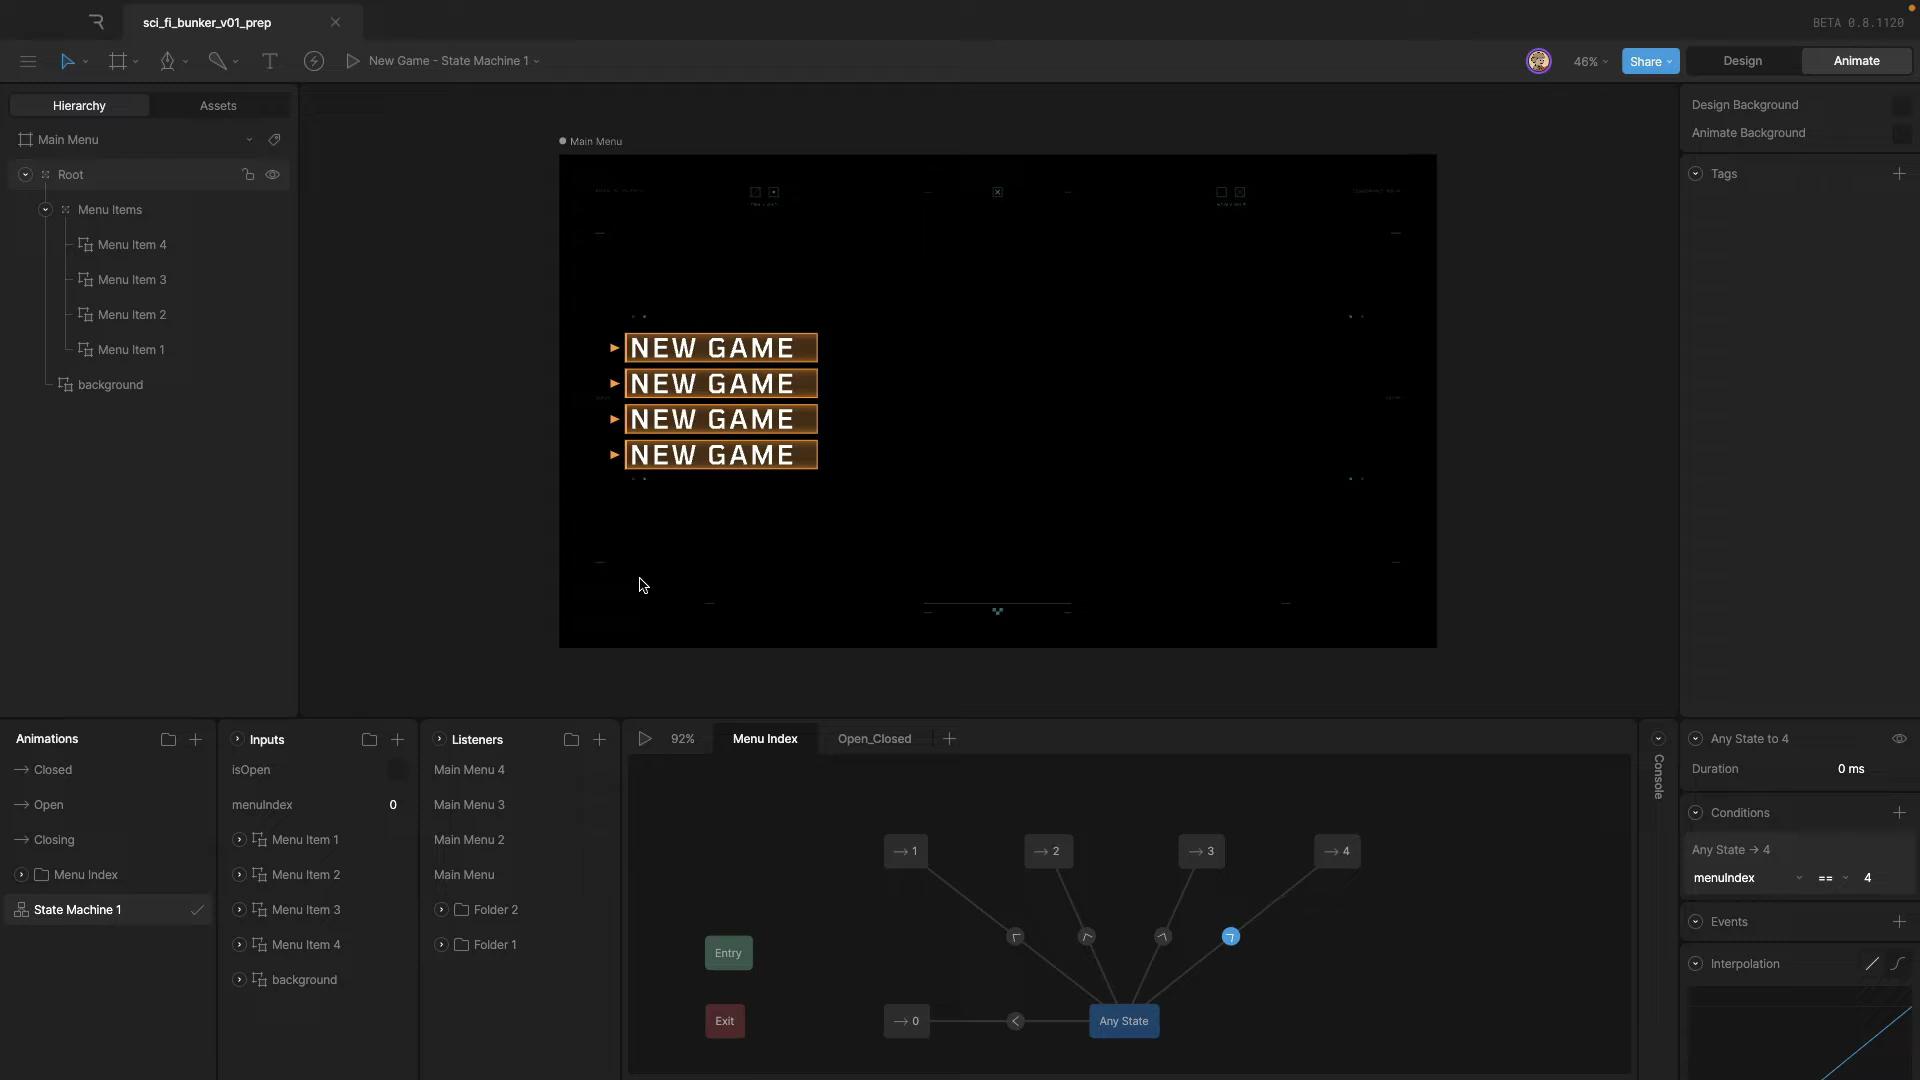 sci_fi_bunker_v01_prep
BETA 0.8.1120
New Game - State Machine 1
46%
Share
Design
Animate
Hierarchy
Assets
Design Background
Animate Background
Main Menu
Main Menu
Tags
Root
Menu Items
Menu Item 4
Menu Item 3
Menu Item 2
Menu Item 1
background
NEW GAME
NEW GAME
NEW GAME
NEW GAME
Animations
Closed
Open
Closing
Menu Index
State Machine 1
Inputs
isOpen
menuIndex 0
Menu Item 1
Menu Item 2
Menu Item 3
Menu Item 4
background
Listeners
Main Menu 4
Main Menu 3
Main Menu 2
Main Menu
Folder 2
Folder 1
92%
Menu Index
Open_Closed
1
2
3
4
Entry
Exit
0
Any State
Console
Any State to 4
Duration 0 ms
Conditions
Any State → 4
menuIndex == 4
Events
Interpolation